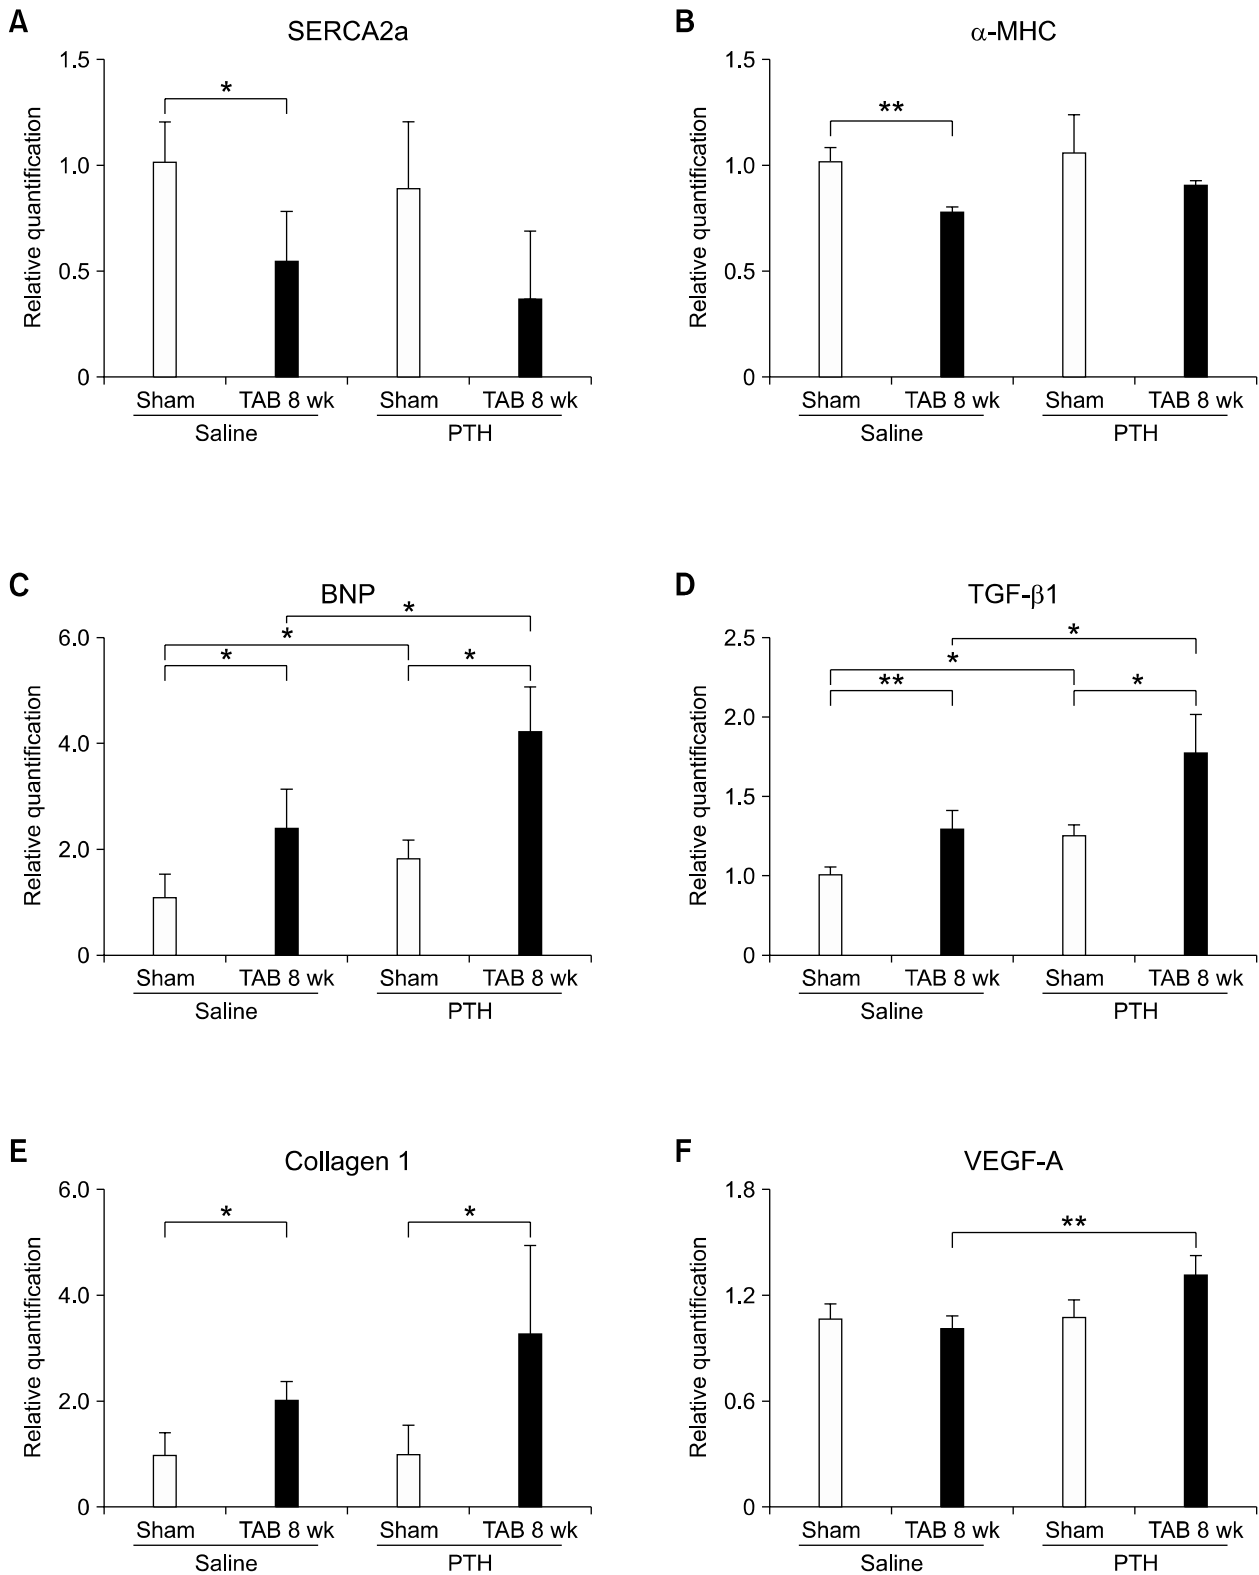 A
SERCA2a
Relative quantification
1.5
1.0
0.5
0
*
Sham TAB 8 wk Sham TAB 8 wk
Saline PTH
B
α-MHC
Relative quantification
1.5
1.0
0.5
0
**
Sham TAB 8 wk Sham TAB 8 wk
Saline PTH
C
BNP
Relative quantification
6.0
4.0
2.0
0
*
*
* *
Sham TAB 8 wk Sham TAB 8 wk
Saline PTH
D
TGF-β1
Relative quantification
2.5
2.0
1.5
1.0
0
*
*
** *
Sham TAB 8 wk Sham TAB 8 wk
Saline PTH
E
Collagen 1
Relative quantification
6.0
4.0
2.0
0
* *
Sham TAB 8 wk Sham TAB 8 wk
Saline PTH
F
VEGF-A
Relative quantification
1.8
1.2
0.6
0
**
Sham TAB 8 wk Sham TAB 8 wk
Saline PTH